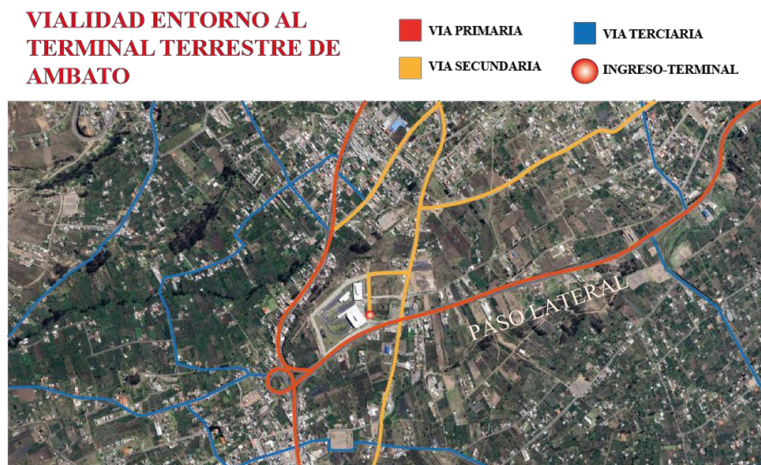 VIALIDAD ENTORNO AL
TERMINAL TERRESTRE DE
AMBATO
VIA PRIMARIA
VIA SECUNDARIA
VIA TERCIARIA
INGRESO-TERMINAL
PASO LATERAL